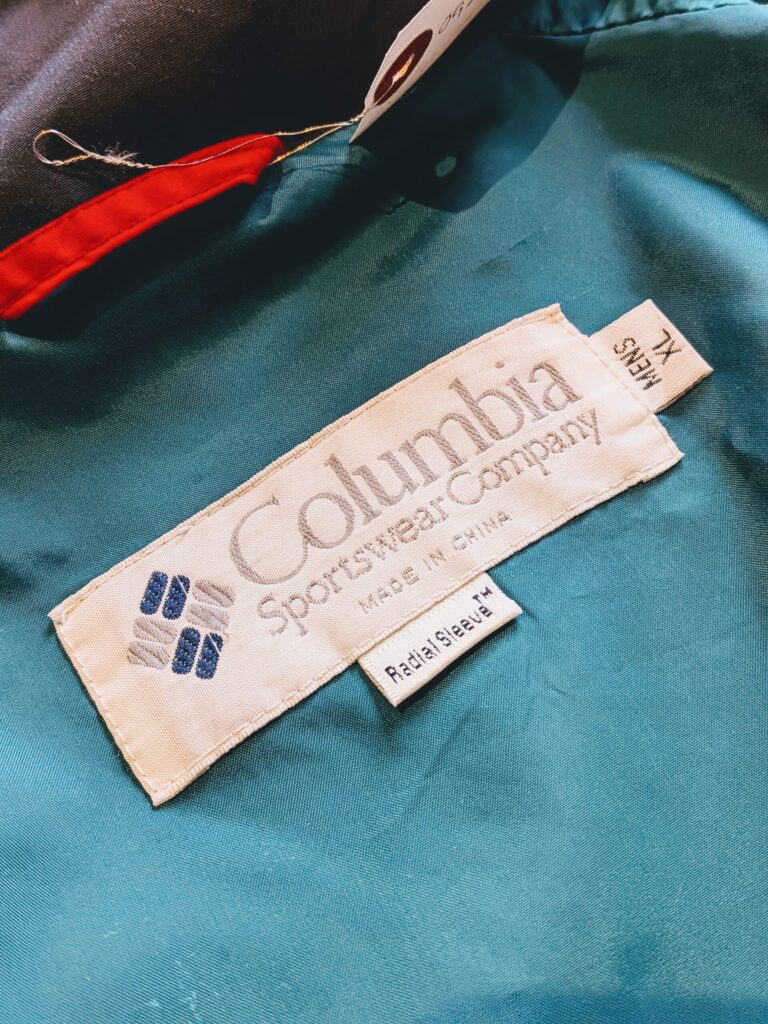 Columbia
Sportswear Company
MADE IN CHINA
Radial Sleeve™
MENS
XL